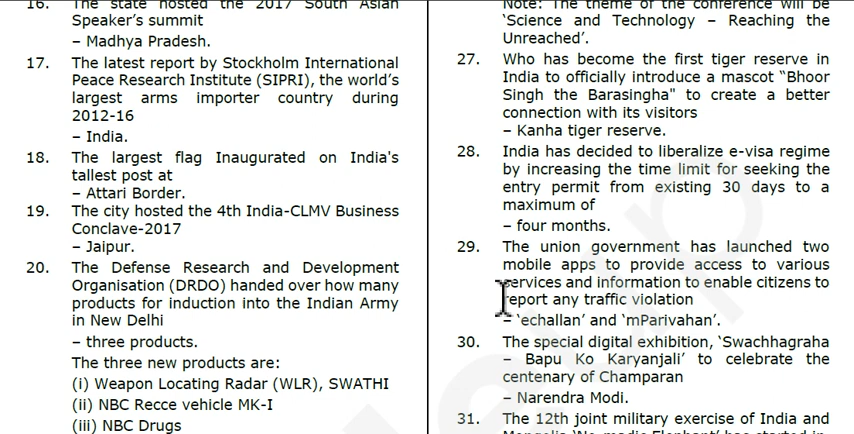 16. The state hosted the 2017 South Asian
Speaker's summit
– Madhya Pradesh.
17. The latest report by Stockholm International
Peace Research Institute (SIPRI), the world's
largest arms importer country during
2012-16
– India.
18. The largest flag Inaugurated on India's
tallest post at
– Attari Border.
19. The city hosted the 4th India-CLMV Business
Conclave-2017
– Jaipur.
20. The Defense Research and Development
Organisation (DRDO) handed over how many
products for induction into the Indian Army
in New Delhi
– three products.
The three new products are:
(i) Weapon Locating Radar (WLR), SWATHI
(ii) NBC Recce vehicle MK-I
(iii) NBC Drugs
Note: The theme of the conference will be
'Science and Technology – Reaching the
Unreached'.
27. Who has become the first tiger reserve in
India to officially introduce a mascot "Bhoor
Singh the Barasingha" to create a better
connection with its visitors
– Kanha tiger reserve.
28. India has decided to liberalize e-visa regime
by increasing the time limit for seeking the
entry permit from existing 30 days to a
maximum of
– four months.
29. The union government has launched two
mobile apps to provide access to various
services and information to enable citizens to
report any traffic violation
– 'echallan' and 'mParivahan'.
30. The special digital exhibition, 'Swachhagraha
– Bapu Ko Karyanjali' to celebrate the
centenary of Champaran
– Narendra Modi.
31. The 12th joint military exercise of India and